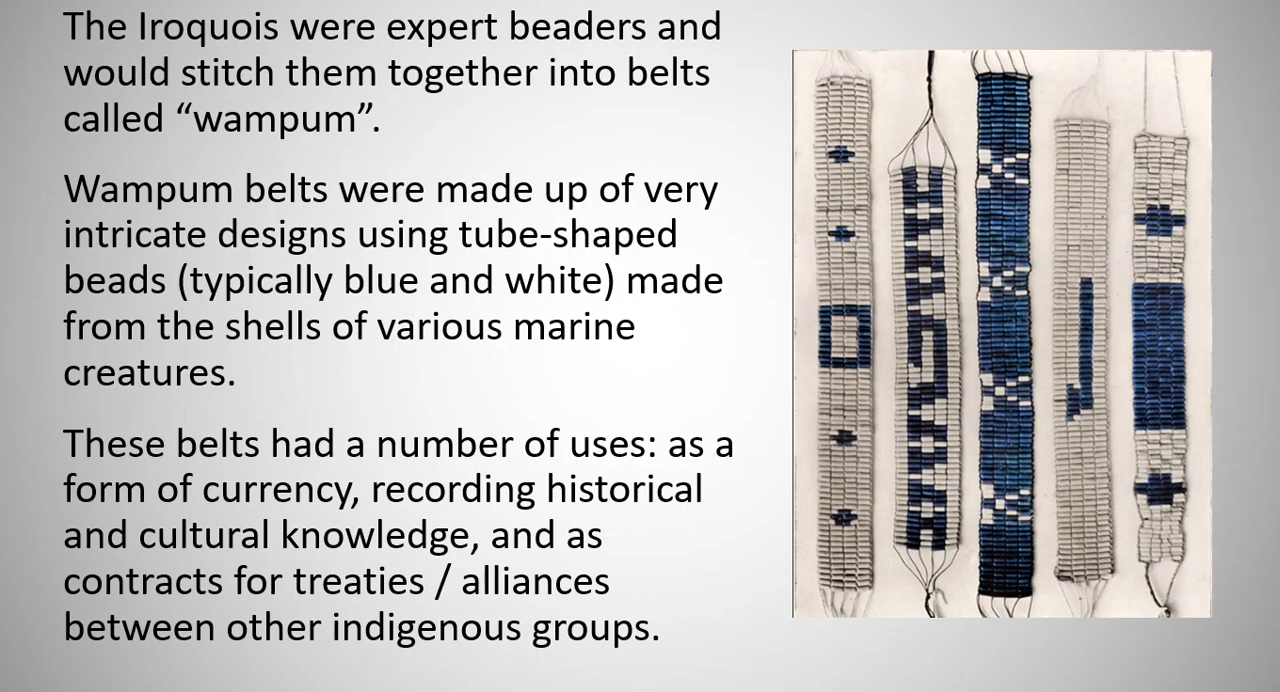 The Iroquois were expert beaders and
would stitch them together into belts
called “wampum”.
Wampum belts were made up of very
intricate designs using tube-shaped
beads (typically blue and white) made
from the shells of various marine
creatures.
These belts had a number of uses: as a
form of currency, recording historical
and cultural knowledge, and as
contracts for treaties / alliances
between other indigenous groups.